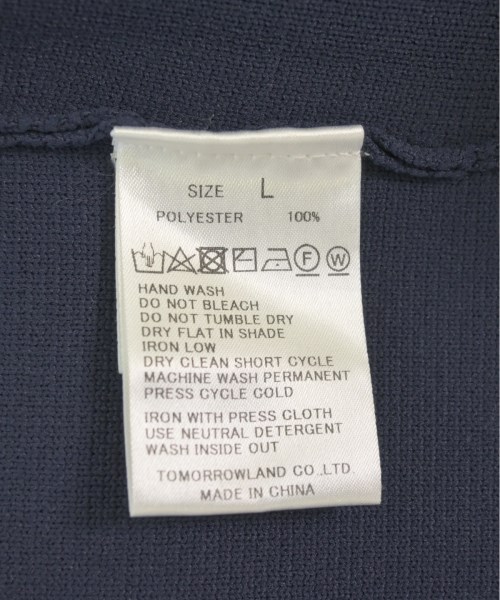 SIZE L
POLYESTER 100%
F W
HAND WASH
DO NOT BLEACH
DO NOT TUMBLE DRY
DRY FLAT IN SHADE
IRON LOW
DRY CLEAN SHORT CYCLE
MACHINE WASH PERMANENT
PRESS CYCLE COLD
IRON WITH PRESS CLOTH
USE NEUTRAL DETERGENT
WASH INSIDE OUT
TOMORROWLAND CO.,LTD.
MADE IN CHINA